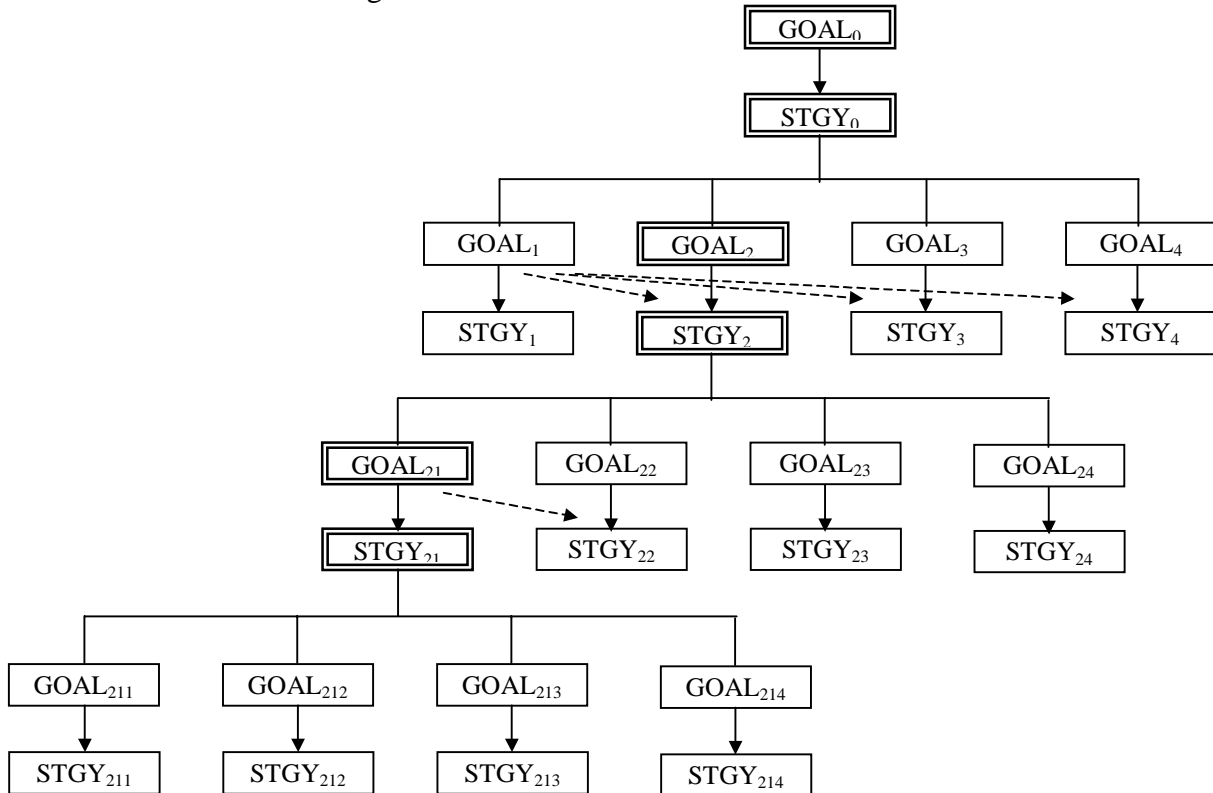 GOAL₀
STGY₀
GOAL₁ GOAL₂ GOAL₃ GOAL₄
STGY₁ STGY₂ STGY₃ STGY₄
GOAL₂₁ GOAL₂₂ GOAL₂₃ GOAL₂₄
STGY₂₁ STGY₂₂ STGY₂₃ STGY₂₄
GOAL₂₁₁ GOAL₂₁₂ GOAL₂₁₃ GOAL₂₁₄
STGY₂₁₁ STGY₂₁₂ STGY₂₁₃ STGY₂₁₄